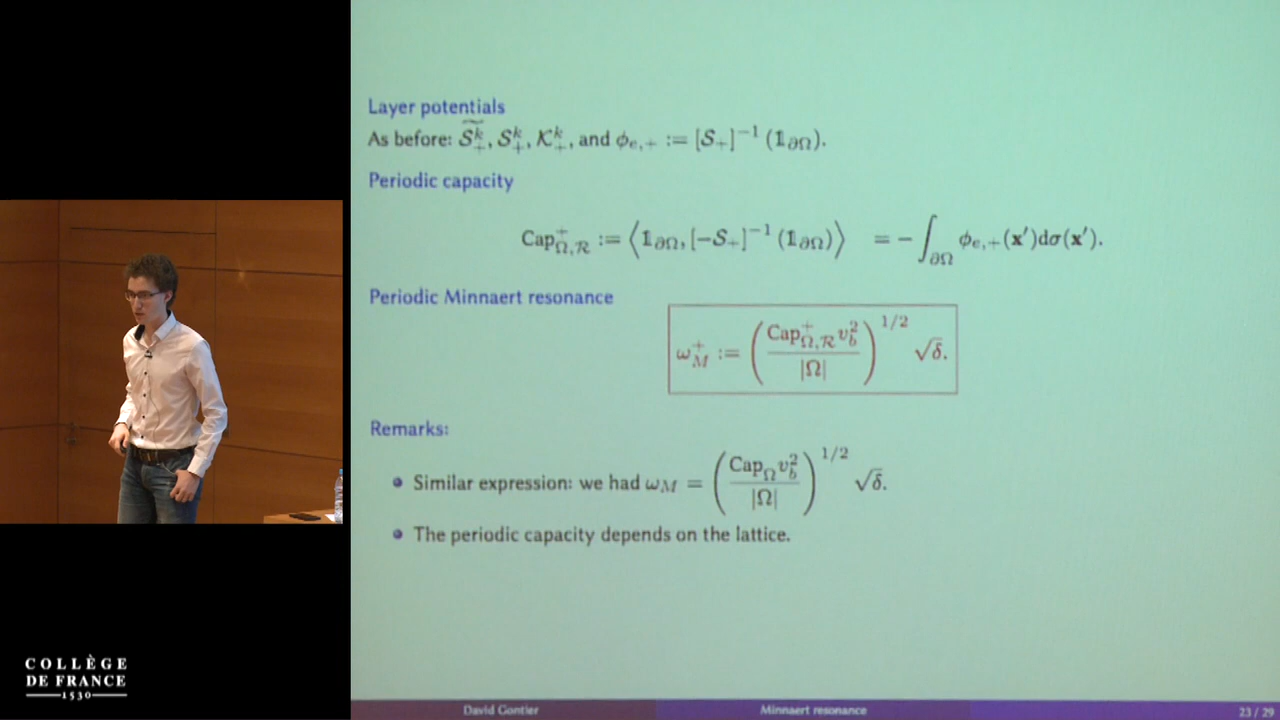 Layer potentials
As before: $\widetilde{\mathcal{S}_+^k}, \mathcal{S}_+^k, \mathcal{K}_+^k$, and $\phi_{e,+} := [\mathcal{S}_+]^{-1} (\mathbb{1}_{\partial\Omega})$.
Periodic capacity
$\mathrm{Cap}_{\Omega,\mathcal{R}}^+ := \left\langle \mathbb{1}_{\partial\Omega}, [-\mathcal{S}_+]^{-1} (\mathbb{1}_{\partial\Omega}) \right\rangle = -\int_{\partial\Omega} \phi_{e,+}(\mathbf{x}') \mathrm{d}\sigma(\mathbf{x}').$
Periodic Minnaert resonance
$\omega_M^+ := \left( \frac{\mathrm{Cap}_{\Omega,\mathcal{R}}^+ v_b^2}{|\Omega|} \right)^{1/2} \sqrt{\delta}.$
Remarks:
• Similar expression: we had $\omega_M = \left( \frac{\mathrm{Cap}_\Omega v_b^2}{|\Omega|} \right)^{1/2} \sqrt{\delta}.$
• The periodic capacity depends on the lattice.
COLLÈGE
DE FRANCE
1530
David Gontier Minnaert resonance 23 / 29